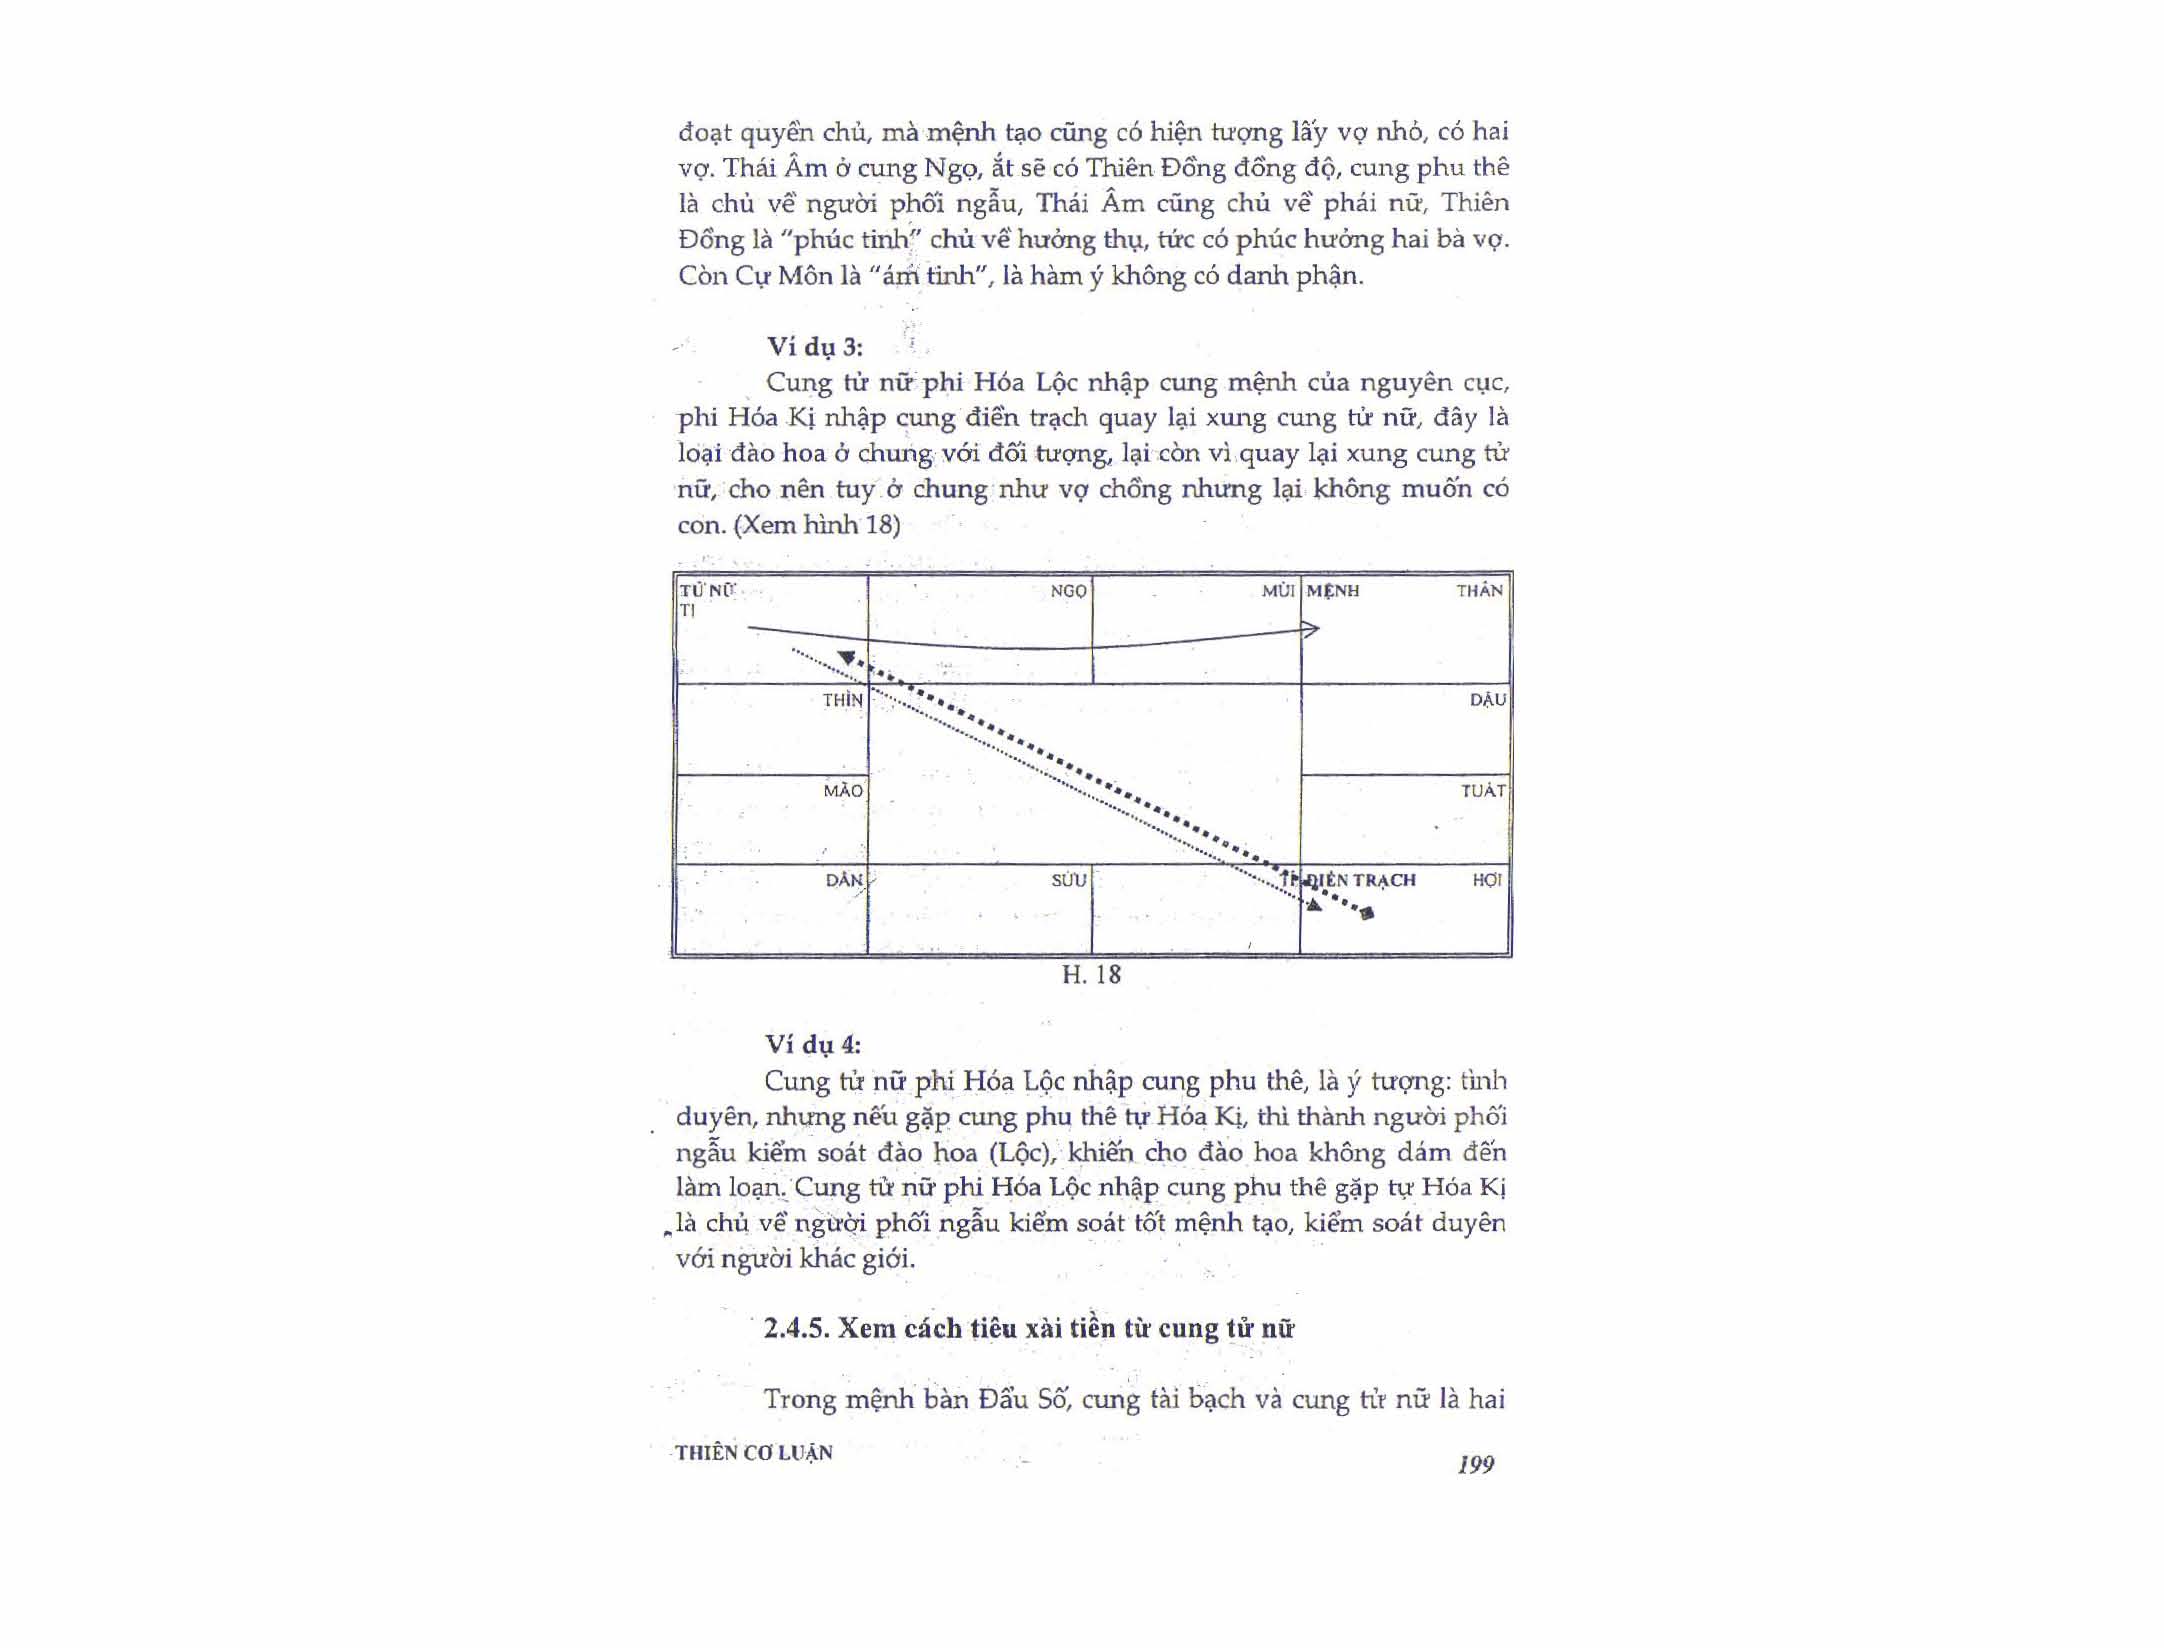 đoạt quyền chủ, mà mệnh tạo cũng có hiện tượng lấy vợ nhỏ, có hai
vợ. Thái Âm ở cung Ngọ, ắt sẽ có Thiên Đồng đồng độ, cung phu thê
là chủ về người phối ngẫu, Thái Âm cũng chủ về phái nữ, Thiên
Đồng là "phúc tinh" chủ về hưởng thụ, tức có phúc hưởng hai bà vợ.
Còn Cự Môn là "ám tinh", là hàm ý không có danh phận.
Ví dụ 3:
Cung tử nữ phi Hóa Lộc nhập cung mệnh của nguyên cục,
phi Hóa Kị nhập cung điền trạch quay lại xung cung tử nữ, đây là
loại đào hoa ở chung với đối tượng, lại còn vì quay lại xung cung tử
nữ, cho nên tuy ở chung như vợ chồng nhưng lại không muốn có
con. (Xem hình 18)
TỬ NỮ NGỌ MÙI MỆNH THÂN
TỊ
THÌN DẬU
MÃO TUẤT
DẦN SỬU TÍ ĐIỀN TRẠCH HỢI
H. 18
Ví dụ 4:
Cung tử nữ phi Hóa Lộc nhập cung phu thê, là ý tượng: tình
duyên, nhưng nếu gặp cung phu thê tự Hóa Kị, thì thành người phối
ngẫu kiểm soát đào hoa (Lộc), khiến cho đào hoa không dám đến
làm loạn. Cung tử nữ phi Hóa Lộc nhập cung phu thê gặp tự Hóa Kị
là chủ về người phối ngẫu kiểm soát tốt mệnh tạo, kiểm soát duyên
với người khác giới.
2.4.5. Xem cách tiêu xài tiền từ cung tử nữ
Trong mệnh bàn Đẩu Số, cung tài bạch và cung tử nữ là hai
THIÊN CƠ LUẬN 199